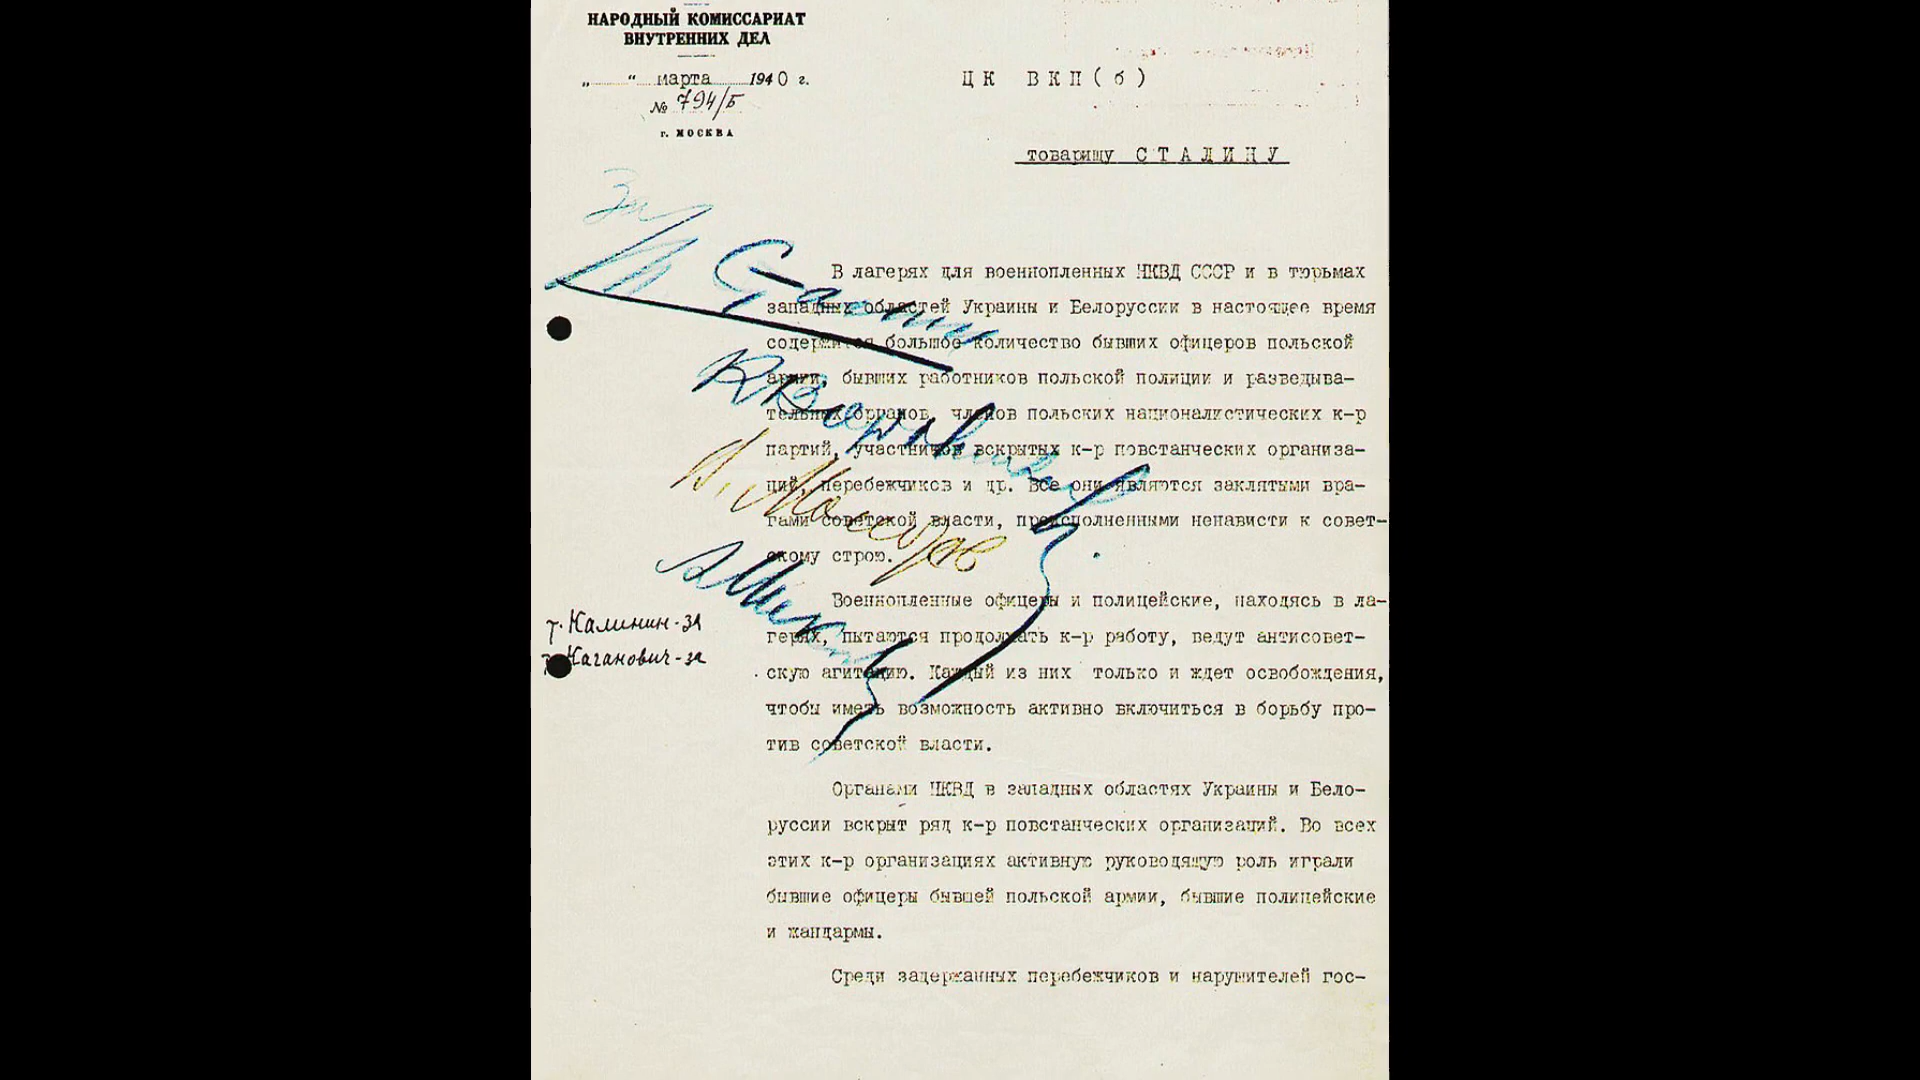 НАРОДНЫЙ КОМИССАРИАТ
ВНУТРЕННИХ ДЕЛ
„ “ марта 1940 г.
№ 794/Б
г. МОСКВА
ЦК ВКП(б)
товарищу СТАЛИНУ
За
И Сталин
К Ворошилов
В. Молотов
А Микоян
т. Калинин - за
т. Каганович - за
В лагерях для военнопленных НКВД СССР и в тюрьмах
западных областей Украины и Белоруссии в настоящее время
содержится большое количество бывших офицеров польской
армии, бывших работников польской полиции и разведыва-
тельных органов, членов польских националистических к-р
партий, участников вскрытых к-р повстанческих организа-
ций, перебежчиков и др. Все они являются заклятыми вра-
гами советской власти, преисполненными ненависти к совет-
скому строю.
Военнопленные офицеры и полицейские, находясь в ла-
герях, пытаются продолжать к-р работу, ведут антисовет-
скую агитацию. Каждый из них только и ждет освобождения,
чтобы иметь возможность активно включиться в борьбу про-
тив советской власти.
Органами НКВД в западных областях Украины и Бело-
руссии вскрыт ряд к-р повстанческих организаций. Во всех
этих к-р организациях активную руководящую роль играли
бывшие офицеры бывшей польской армии, бывшие полицейские
и жандармы.
Среди задержанных перебежчиков и нарушителей гос-